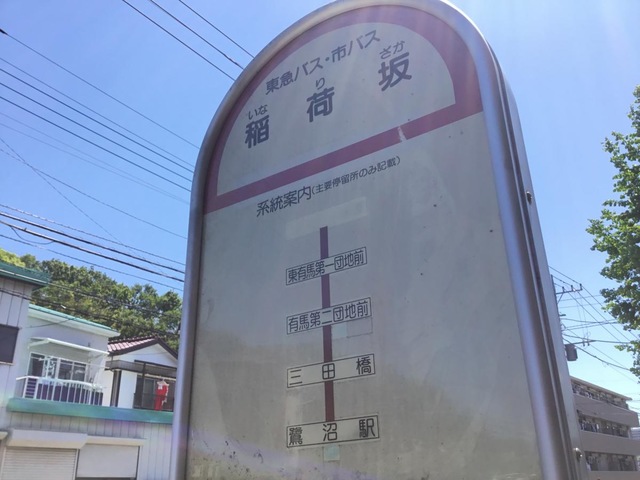 東急バス・市バス
いなりざか
稲荷坂
系統案内(主要停留所のみ記載)
東有馬第一団地前
有馬第二団地前
三田橋
鷺沼駅